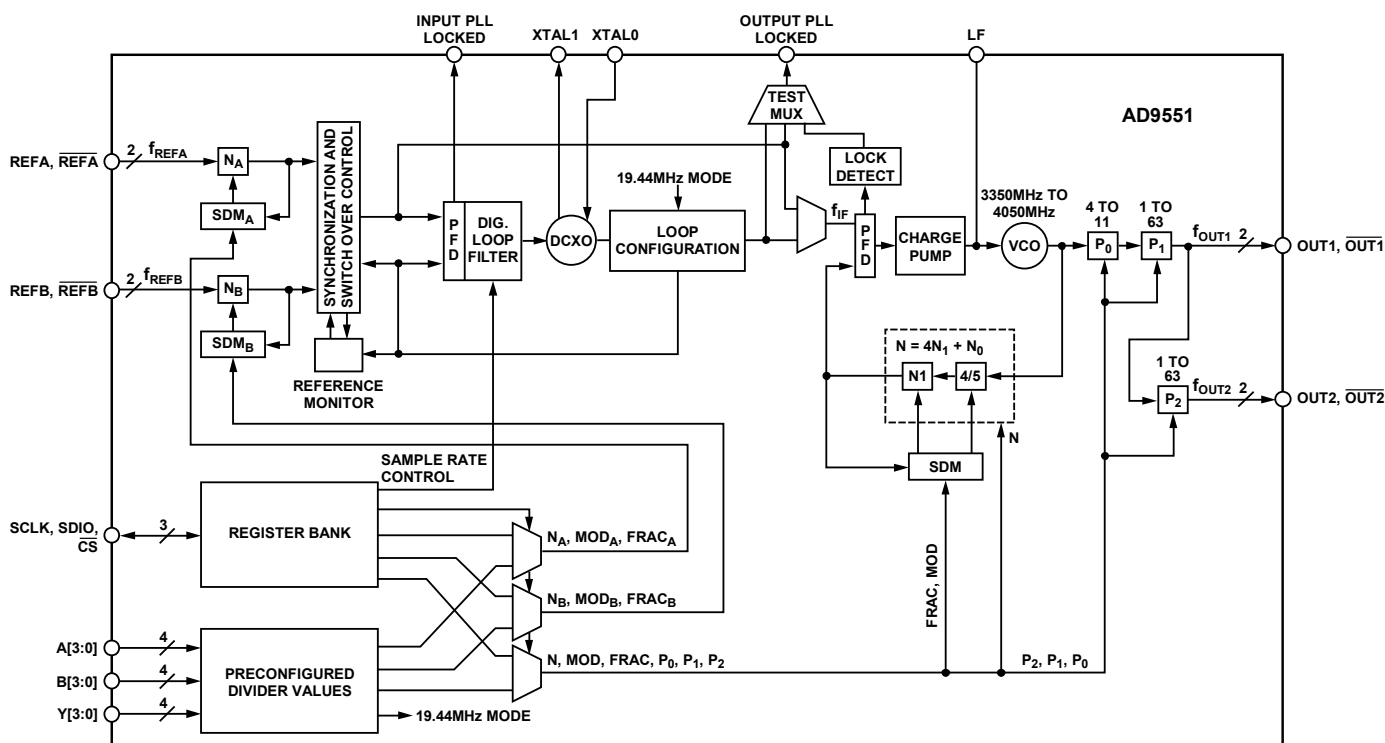 INPUT PLL
LOCKED
XTAL1
XTAL0
OUTPUT PLL
LOCKED
LF
AD9551
TEST
MUX
REFA, REFA
2
fREFA
NA
SDMA
REFB, REFB
2
fREFB
NB
SDMB
SYNCHRONIZATION AND
SWITCH OVER CONTROL
REFERENCE
MONITOR
PFD
DIG.
LOOP
FILTER
DCXO
19.44MHz MODE
LOOP
CONFIGURATION
fIF
LOCK
DETECT
PFD
CHARGE
PUMP
3350MHz TO
4050MHz
VCO
4 TO
11
P0
1 TO
63
P1
fOUT1
2
OUT1, OUT1
N = 4N1 + N0
N1
4/5
N
SDM
1 TO
63
P2
fOUT2
2
OUT2, OUT2
SAMPLE RATE
CONTROL
SCLK, SDIO,
CS
3
REGISTER BANK
NA, MODA, FRACA
NB, MODB, FRACB
N, MOD, FRAC, P0, P1, P2
FRAC, MOD
P2, P1, P0
A[3:0]
4
B[3:0]
4
Y[3:0]
4
PRECONFIGURED
DIVIDER VALUES
19.44MHz MODE